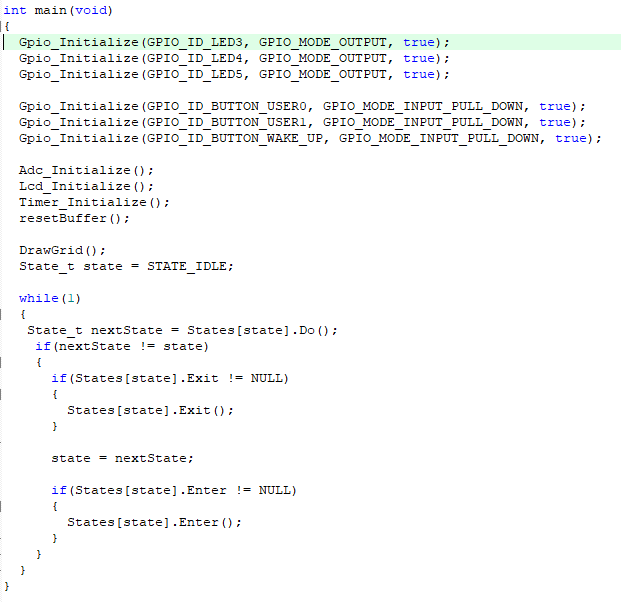 int main(void)
{
  Gpio_Initialize(GPIO_ID_LED3, GPIO_MODE_OUTPUT, true);
  Gpio_Initialize(GPIO_ID_LED4, GPIO_MODE_OUTPUT, true);
  Gpio_Initialize(GPIO_ID_LED5, GPIO_MODE_OUTPUT, true);

  Gpio_Initialize(GPIO_ID_BUTTON_USER0, GPIO_MODE_INPUT_PULL_DOWN, true);
  Gpio_Initialize(GPIO_ID_BUTTON_USER1, GPIO_MODE_INPUT_PULL_DOWN, true);
  Gpio_Initialize(GPIO_ID_BUTTON_WAKE_UP, GPIO_MODE_INPUT_PULL_DOWN, true);

  Adc_Initialize();
  Lcd_Initialize();
  Timer_Initialize();
  resetBuffer();

  DrawGrid();
  State_t state = STATE_IDLE;

  while(1)
  {
   State_t nextState = States[state].Do();
    if(nextState != state)
    {
      if(States[state].Exit != NULL)
      {
        States[state].Exit();
      }

      state = nextState;

      if(States[state].Enter != NULL)
      {
        States[state].Enter();
      }
    }
  }
}